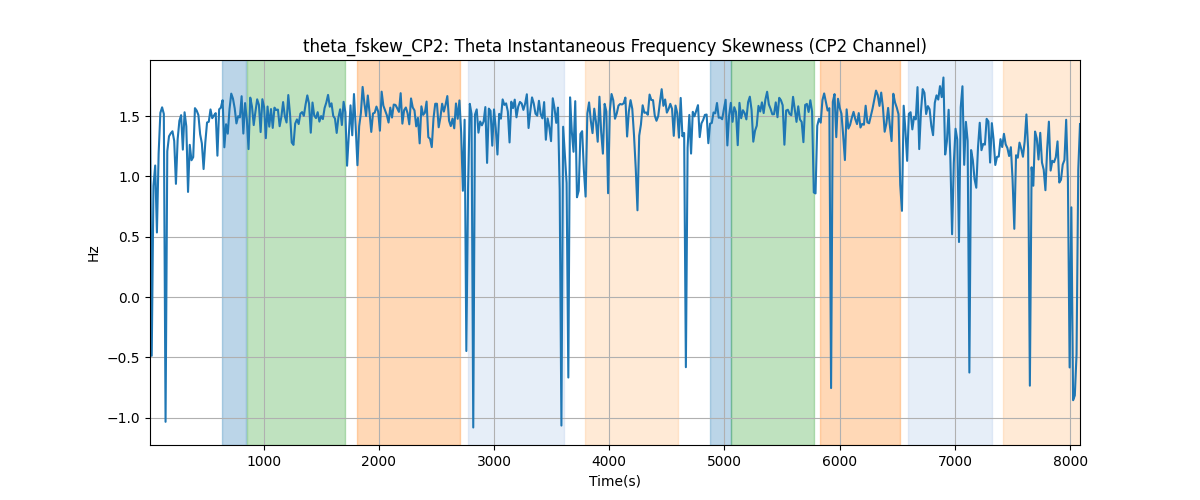 theta_fskew_CP2: Theta Instantaneous Frequency Skewness (CP2 Channel)
Hz
1.5
1.0
0.5
0.0
−0.5
−1.0
1000 2000 3000 4000 5000 6000 7000 8000
Time(s)